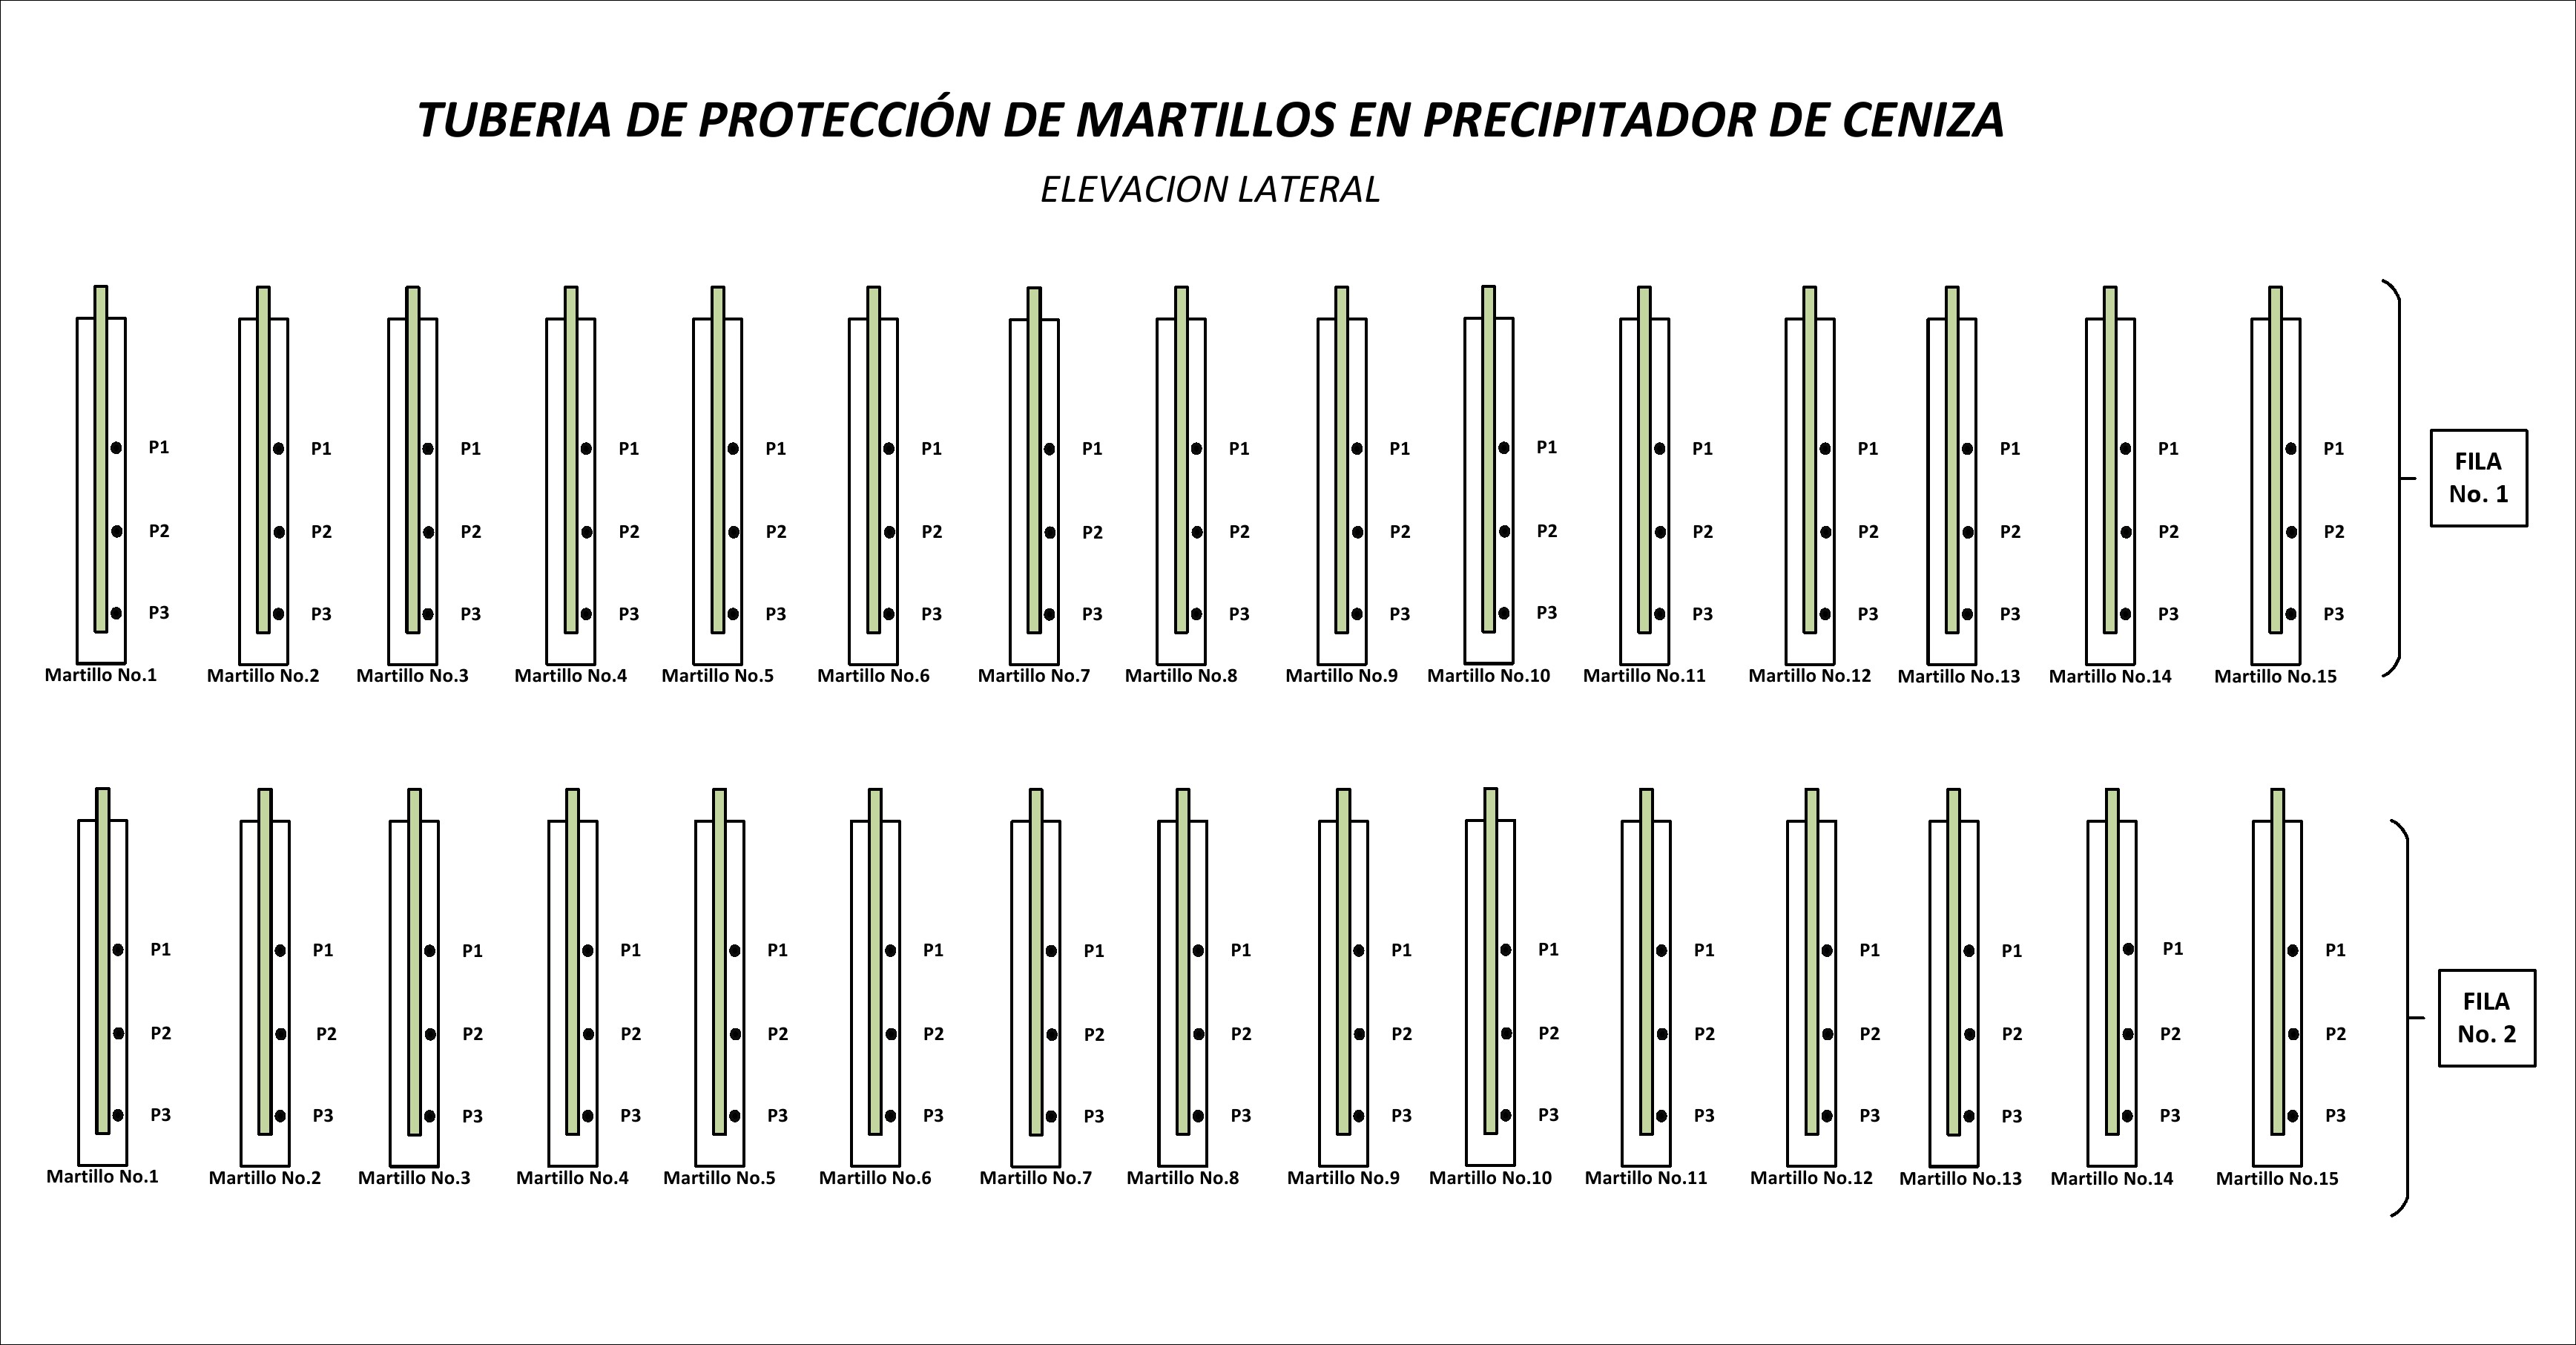 TUBERIA DE PROTECCIÓN DE MARTILLOS EN PRECIPITADOR DE CENIZA
ELEVACION LATERAL
P1 P1 P1 P1 P1 P1 P1 P1 P1 P1 P1 P1 P1 P1 P1
FILA
No. 1
P2 P2 P2 P2 P2 P2 P2 P2 P2 P2 P2 P2 P2 P2 P2
P3 P3 P3 P3 P3 P3 P3 P3 P3 P3 P3 P3 P3 P3 P3
Martillo No.1 Martillo No.2 Martillo No.3 Martillo No.4 Martillo No.5 Martillo No.6 Martillo No.7 Martillo No.8 Martillo No.9 Martillo No.10 Martillo No.11 Martillo No.12 Martillo No.13 Martillo No.14 Martillo No.15
P1 P1 P1 P1 P1 P1 P1 P1 P1 P1 P1 P1 P1 P1 P1
FILA
No. 2
P2 P2 P2 P2 P2 P2 P2 P2 P2 P2 P2 P2 P2 P2 P2
P3 P3 P3 P3 P3 P3 P3 P3 P3 P3 P3 P3 P3 P3 P3
Martillo No.1 Martillo No.2 Martillo No.3 Martillo No.4 Martillo No.5 Martillo No.6 Martillo No.7 Martillo No.8 Martillo No.9 Martillo No.10 Martillo No.11 Martillo No.12 Martillo No.13 Martillo No.14 Martillo No.15